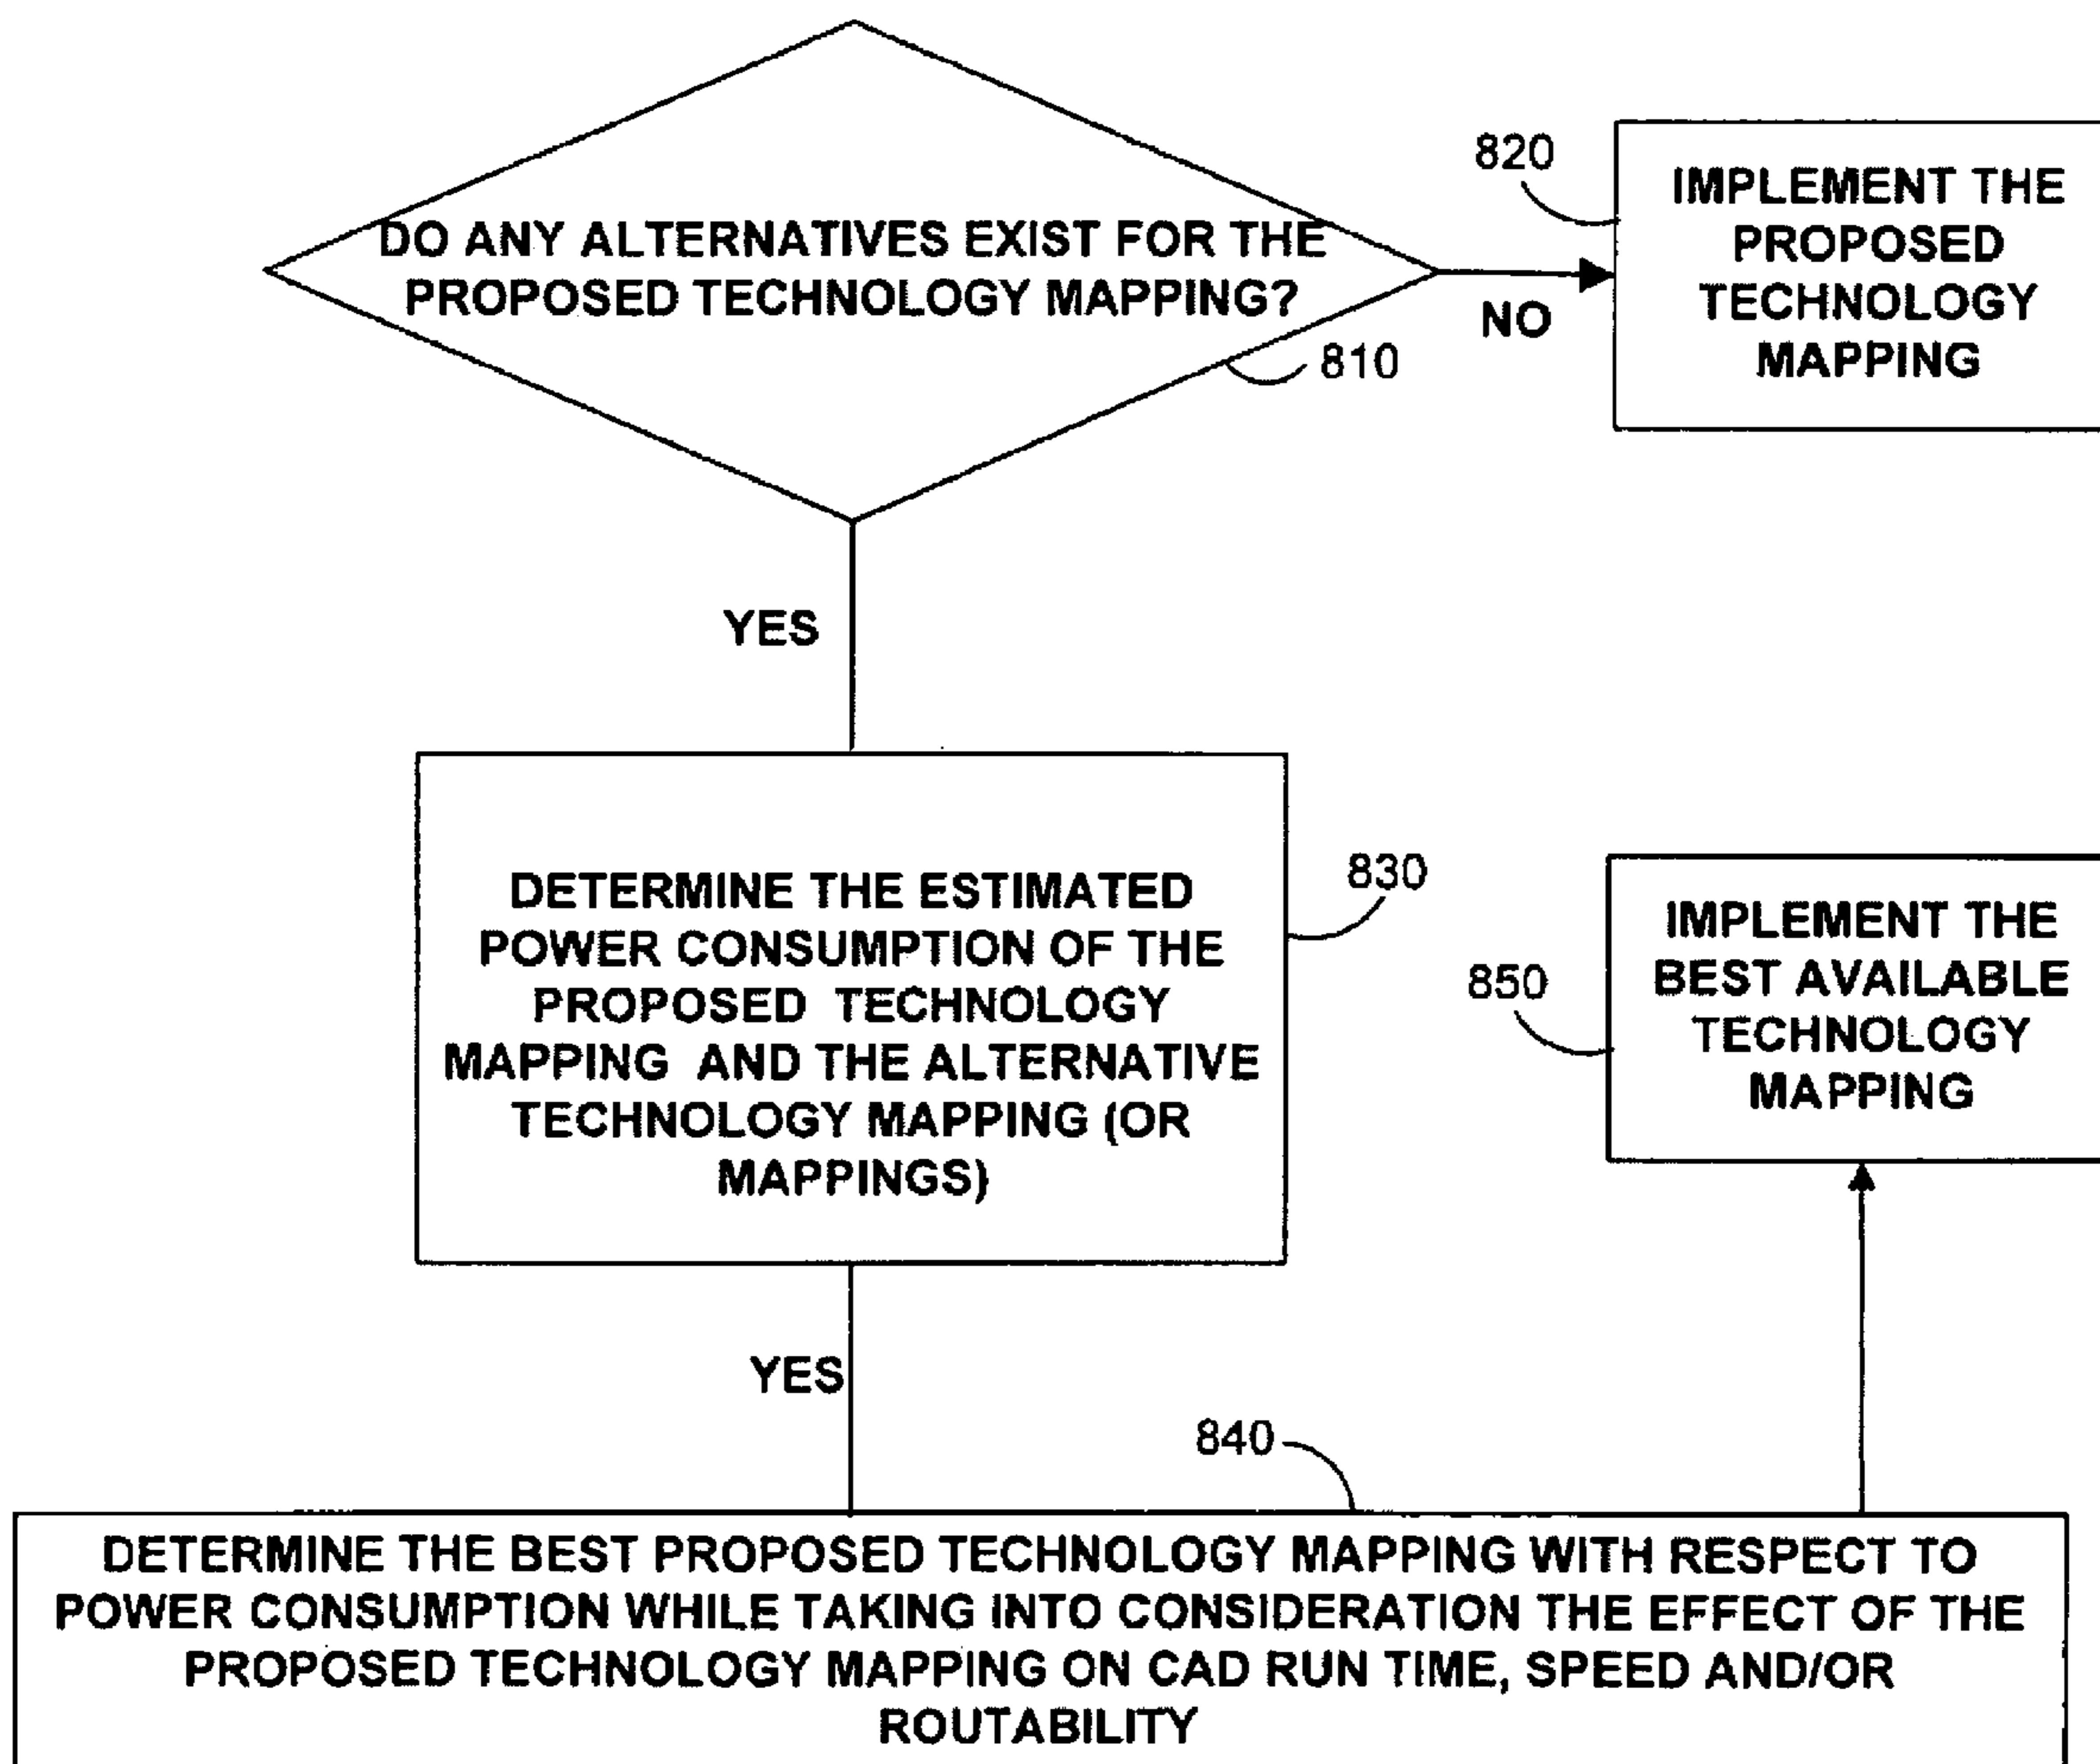 DO ANY ALTERNATIVES EXIST FOR THE
PROPOSED TECHNOLOGY MAPPING?
810
NO
820
IMPLEMENT THE
PROPOSED
TECHNOLOGY
MAPPING
YES
DETERMINE THE ESTIMATED
POWER CONSUMPTION OF THE
PROPOSED TECHNOLOGY
MAPPING AND THE ALTERNATIVE
TECHNOLOGY MAPPING (OR
MAPPINGS)
830
YES
840
DETERMINE THE BEST PROPOSED TECHNOLOGY MAPPING WITH RESPECT TO
POWER CONSUMPTION WHILE TAKING INTO CONSIDERATION THE EFFECT OF THE
PROPOSED TECHNOLOGY MAPPING ON CAD RUN TIME, SPEED AND/OR
ROUTABILITY
850
IMPLEMENT THE
BEST AVAILABLE
TECHNOLOGY
MAPPING